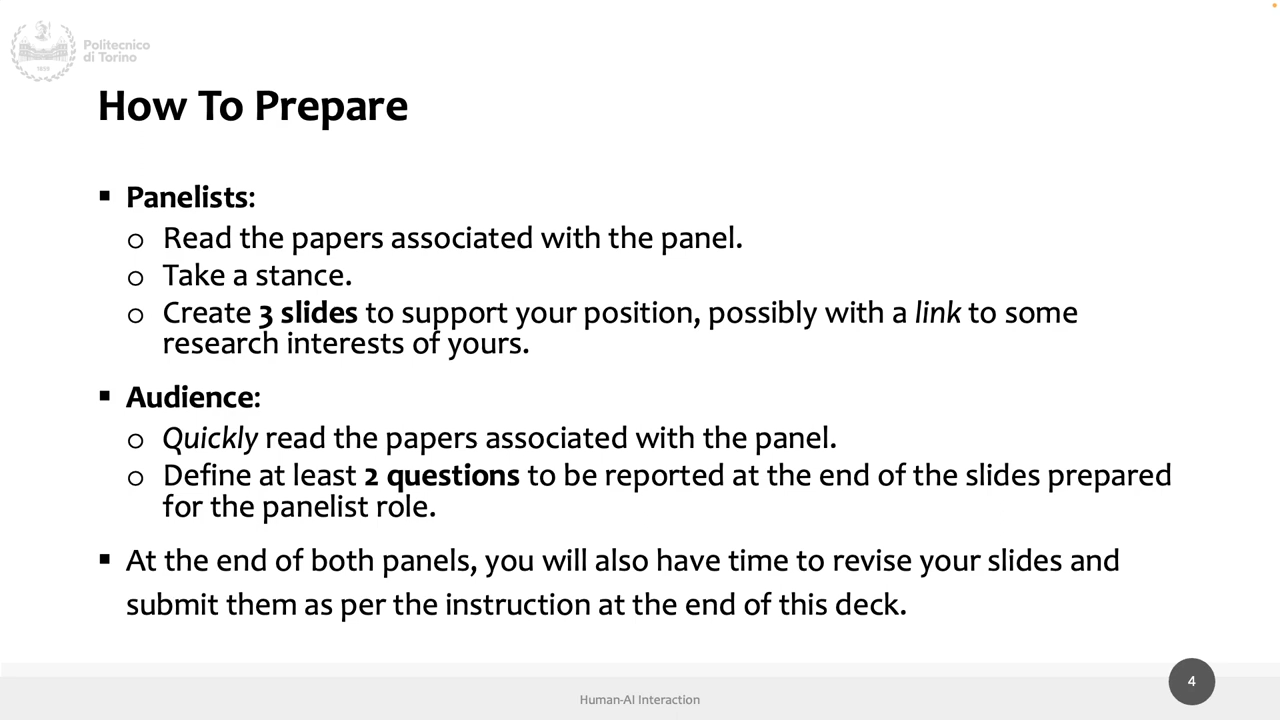 Politecnico
di Torino
1859
How To Prepare
▪ Panelists:
o Read the papers associated with the panel.
o Take a stance.
o Create 3 slides to support your position, possibly with a link to some
research interests of yours.
▪ Audience:
o Quickly read the papers associated with the panel.
o Define at least 2 questions to be reported at the end of the slides prepared
for the panelist role.
▪ At the end of both panels, you will also have time to revise your slides and
submit them as per the instruction at the end of this deck.
Human-AI Interaction
4